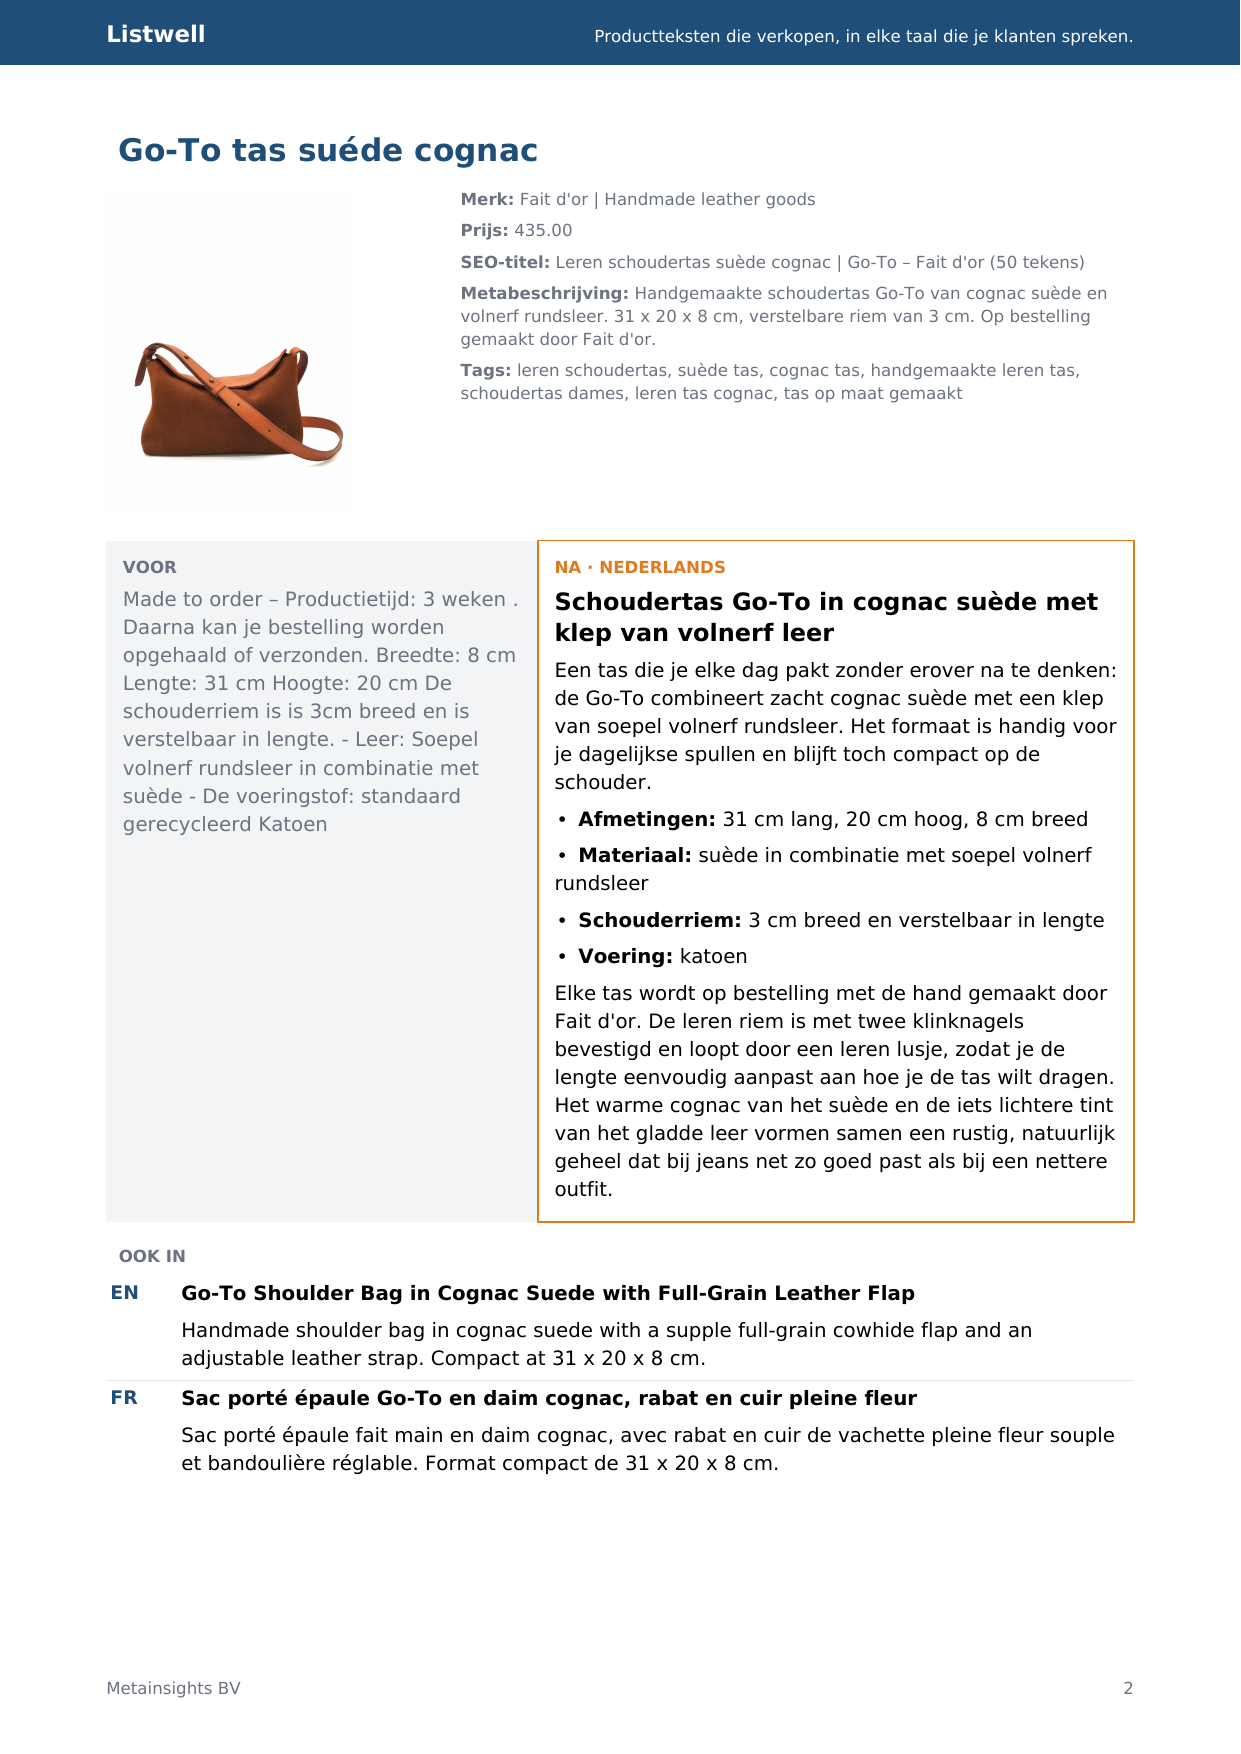 Listwell
Productteksten die verkopen, in elke taal die je klanten spreken.
Go-To tas suéde cognac
Merk: Fait d'or | Handmade leather goods
Prijs: 435.00
SEO-titel: Leren schoudertas suède cognac | Go-To – Fait d'or (50 tekens)
Metabeschrijving: Handgemaakte schoudertas Go-To van cognac suède en
volnerf rundsleer. 31 x 20 x 8 cm, verstelbare riem van 3 cm. Op bestelling
gemaakt door Fait d'or.
Tags: leren schoudertas, suède tas, cognac tas, handgemaakte leren tas,
schoudertas dames, leren tas cognac, tas op maat gemaakt
VOOR
Made to order – Productietijd: 3 weken .
Daarna kan je bestelling worden
opgehaald of verzonden. Breedte: 8 cm
Lengte: 31 cm Hoogte: 20 cm De
schouderriem is is 3cm breed en is
verstelbaar in lengte. - Leer: Soepel
volnerf rundsleer in combinatie met
suède - De voeringstof: standaard
gerecycleerd Katoen
NA · NEDERLANDS
Schoudertas Go-To in cognac suède met
klep van volnerf leer
Een tas die je elke dag pakt zonder erover na te denken:
de Go-To combineert zacht cognac suède met een klep
van soepel volnerf rundsleer. Het formaat is handig voor
je dagelijkse spullen en blijft toch compact op de
schouder.
• Afmetingen: 31 cm lang, 20 cm hoog, 8 cm breed
• Materiaal: suède in combinatie met soepel volnerf
rundsleer
• Schouderriem: 3 cm breed en verstelbaar in lengte
• Voering: katoen
Elke tas wordt op bestelling met de hand gemaakt door
Fait d'or. De leren riem is met twee klinknagels
bevestigd en loopt door een leren lusje, zodat je de
lengte eenvoudig aanpast aan hoe je de tas wilt dragen.
Het warme cognac van het suède en de iets lichtere tint
van het gladde leer vormen samen een rustig, natuurlijk
geheel dat bij jeans net zo goed past als bij een nettere
outfit.
OOK IN
EN
Go-To Shoulder Bag in Cognac Suede with Full-Grain Leather Flap
Handmade shoulder bag in cognac suede with a supple full-grain cowhide flap and an
adjustable leather strap. Compact at 31 x 20 x 8 cm.
FR
Sac porté épaule Go-To en daim cognac, rabat en cuir pleine fleur
Sac porté épaule fait main en daim cognac, avec rabat en cuir de vachette pleine fleur souple
et bandoulière réglable. Format compact de 31 x 20 x 8 cm.
Metainsights BV
2